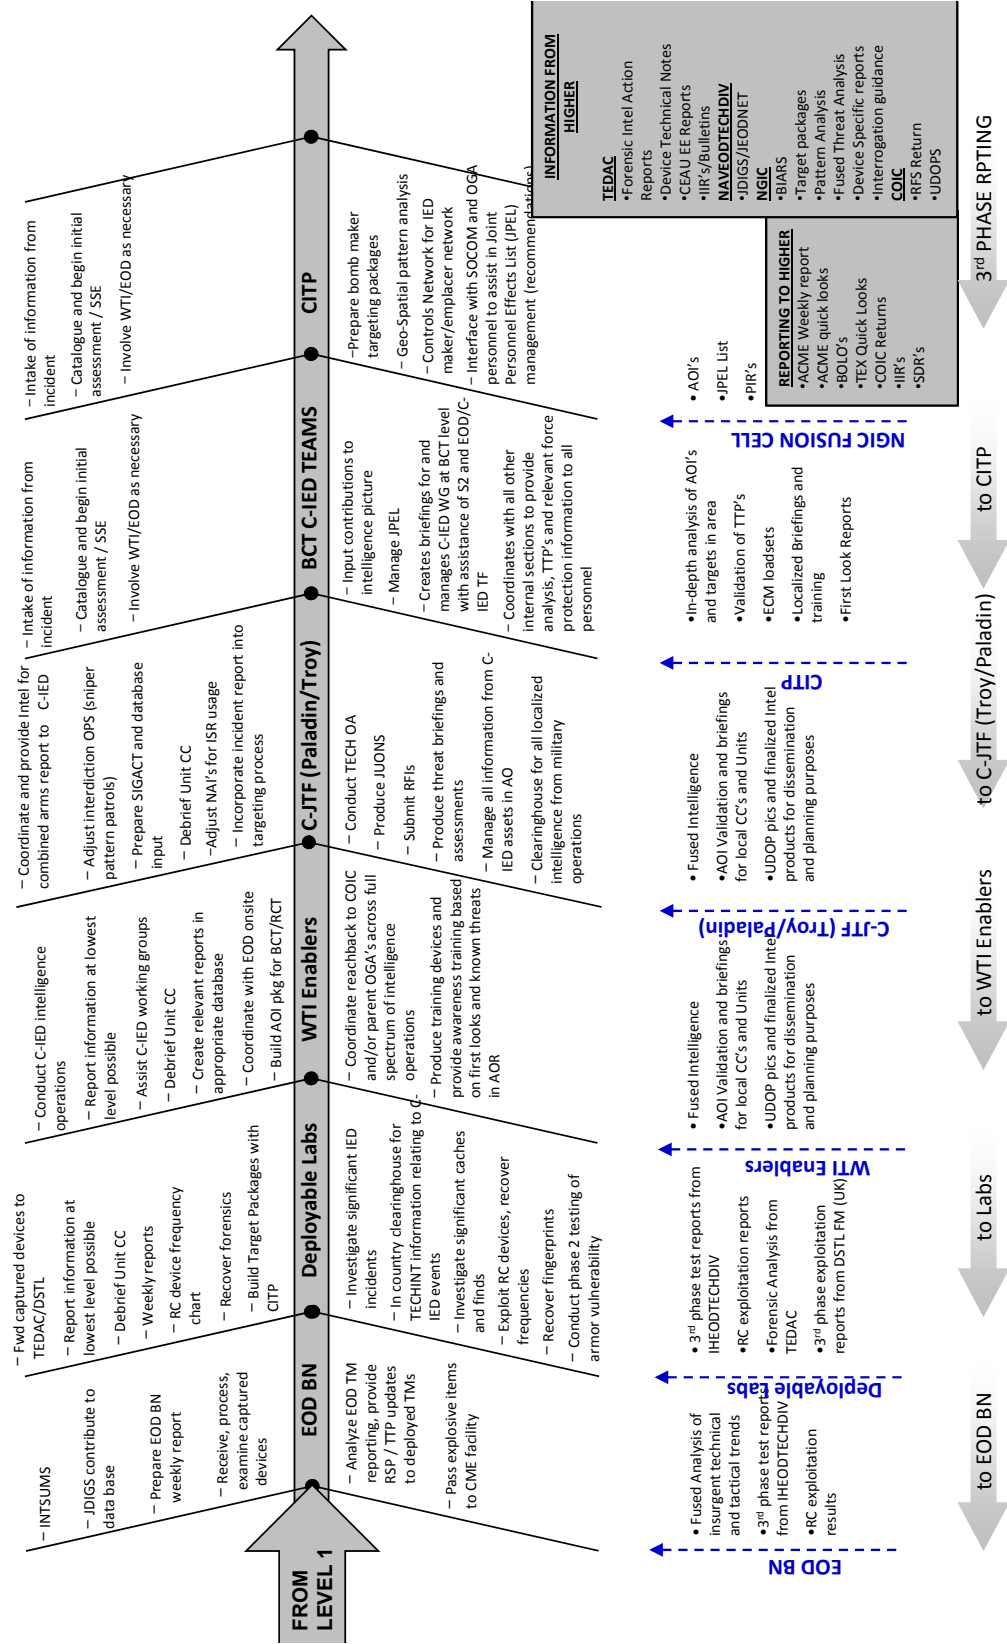 FROM
LEVEL 1
EOD BN
– INTSUMS
– JDIGS contribute to
data base
– Prepare EOD BN
weekly report
– Receive, process,
examine captured
devices
– Analyze EOD TM
reporting, provide
RSP / TTP updates
to deployed TMs
– Pass explosive items
to CME facility
Deployable Labs
– Fwd captured devices to
TEDAC/DSTL
– Report information at
lowest level possible
– Debrief Unit CC
– Weekly reports
– RC device frequency
chart
– Recover forensics
– Build Target Packages with
CITP
– Investigate significant IED
incidents
– In country clearinghouse for
TECHINT information relating to C-
IED events
– Investigate significant caches
and finds
– Exploit RC devices, recover
frequencies
– Recover fingerprints
– Conduct phase 2 testing of
armor vulnerability
WTI Enablers
– Conduct C-IED intelligence
operations
– Report information at lowest
level possible
– Assist C-IED working groups
– Debrief Unit CC
– Create relevant reports in
appropriate database
– Coordinate with EOD onsite
– Build AOI pkg for BCT/RCT
– Coordinate reachback to COIC
and/or parent OGA's across full
spectrum of intelligence
operations
– Produce training devices and
provide awareness training based
on first looks and known threats
in AOR
C-JTF (Paladin/Troy)
– Coordinate and provide Intel for
combined arms report to C-IED
– Adjust interdiction OPS (sniper
pattern patrols)
– Prepare SIGACT and database
input
– Debrief Unit CC
–Adjust NAI's for ISR usage
– Incorporate incident report into
targeting process
– Conduct TECH OA
– Produce JUONS
– Submit RFIs
– Produce threat briefings and
assessments
– Manage all information from C-
IED assets in AO
– Clearinghouse for all localized
intelligence from military
operations
BCT C-IED TEAMS
– Intake of information from
incident
– Catalogue and begin initial
assessment / SSE
– Involve WTI/EOD as necessary
– Input contributions to
intelligence picture
– Manage JPEL
– Creates briefings for and
manages C-IED WG at BCT level
with assistance of S2 and EOD/C-
IED TF
– Coordinates with all other
internal sections to provide
analysis, TTP's and relevant force
protection information to all
personnel
CITP
– Intake of information from
incident
– Catalogue and begin initial
assessment / SSE
– Involve WTI/EOD as necessary
–Prepare bomb maker
targeting packages
– Geo-Spatial pattern analysis
– Controls Network for IED
maker/emplacer network
– Interface with SOCOM and OGA
personnel to assist in Joint
Personnel Effects List (JPEL)
management (recommendations)
INFORMATION FROM
HIGHER
TEDAC
•Forensic Intel Action
Reports
•Device Technical Notes
•CEAU EE Reports
•IIR's/Bulletins
NAVEODTECHDIV
•JDIGS/JEODNET
NGIC
•BIARS
•Target packages
•Pattern Analysis
•Fused Threat Analysis
•Device Specific reports
•Interrogation guidance
COIC
•RFS Return
•UDOPS
REPORTING TO HIGHER
•ACME Weekly report
•ACME quick looks
•BOLO's
•TEX Quick Looks
•COIC Returns
•IIR's
•SDR's
EOD BN
• Fused Analysis of
insurgent technical
and tactical trends
•3rd phase test reports
from IHEODTECHDIV
•RC exploitation
results
Deployable Labs
• 3rd phase test reports from
IHEODTECHDIV
•RC exploitation reports
•Forensic Analysis from
TEDAC
•3rd phase exploitation
reports from DSTL FM (UK)
WTI Enablers
• Fused Intelligence
•AOI Validation and briefings
for local CC's and Units
•UDOP pics and finalized Intel
products for dissemination
and planning purposes
C-JTF (Troy/Paladin)
• Fused Intelligence
•AOI Validation and briefings
for local CC's and Units
•UDOP pics and finalized Intel
products for dissemination
and planning purposes
CITP
•In-depth analysis of AOI's
and targets in area
•Validation of TTP's
•ECM loadsets
•Localized Briefings and
training
•First Look Reports
NGIC FUSION CELL
• AOI's
•JPEL List
•PIR's
to EOD BN
to Labs
to WTI Enablers
to C-JTF (Troy/Paladin)
to CITP
3rd PHASE RPTING